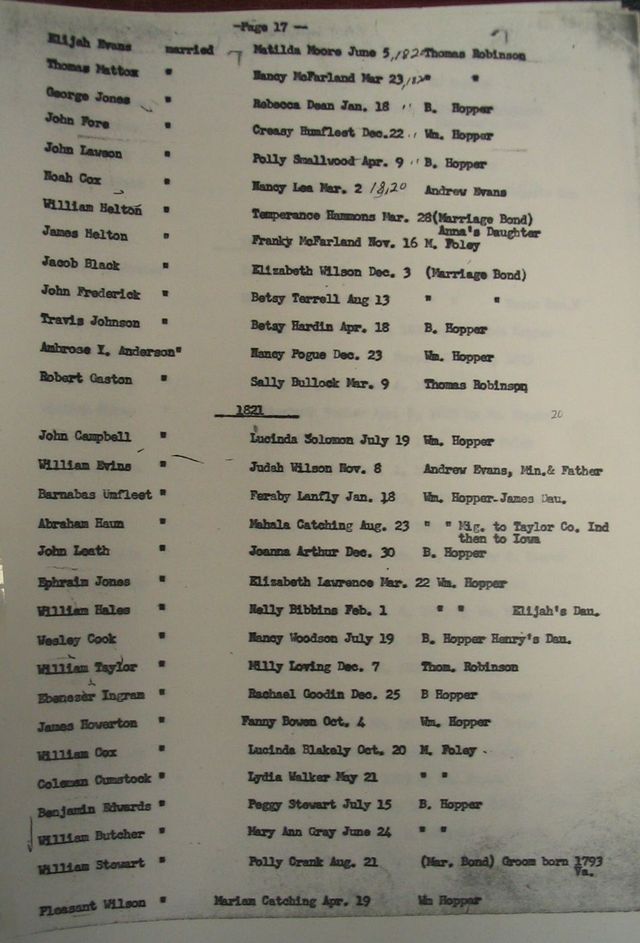 -Page 17 -
Elijah Evans married Matilda Moore June 5, 182 Thomas Robinson
Thomas Mattox " Nancy McFarland Mar 23, 182 " "
George Jones " Rebecca Dean Jan. 18 " B. Hopper
John Fore " Creasy Humfleet Dec.22 " Wm. Hopper
John Lawson " Polly Smallwood Apr. 9 " B. Hopper
Noah Cox " Nancy Lea Mar. 2 1820 Andrew Evans
William Helton " Temperance Hammons Mar. 28(Marriage Bond)
Anna's Daughter
James Helton " Franky McFarland Nov. 16 M. Foley
Jacob Black " Elizabeth Wilson Dec. 3 (Marriage Bond)
John Frederick " Betsy Terrell Aug 13 " "
Travis Johnson " Betsy Hardin Apr. 18 B. Hopper
Ambrose Y. Anderson" Nancy Pogue Dec. 23 Wm. Hopper
Robert Gaston " Sally Bullock Mar. 9 Thomas Robinson
1821 20
John Campbell " Lucinda Solomon July 19 Wm. Hopper
William Evins " Judah Wilson Nov. 8 Andrew Evans, Min.& Father
Barnabas Umfleet " Feraby Lanfly Jan. 18 Wm. Hopper-James Dau.
Abraham Haun " Mahala Catching Aug. 23 " " Mig. to Taylor Co. Ind
then to Iowa
John Leath " Joanna Arthur Dec. 30 B. Hopper
Ephraim Jones " Elizabeth Lawrence Mar. 22 Wm. Hopper
William Hales " Nelly Bibbins Feb. 1 " " Elijah's Dau.
Wesley Cook " Nancy Woodson July 19 B. Hopper Henry's Dau.
William Taylor " Milly Loving Dec. 7 Thom. Robinson
Ebenezer Ingram " Rachael Goodin Dec. 25 B Hopper
James Howerton " Fanny Bowen Oct. 4 Wm. Hopper
William Cox " Lucinda Blakely Oct. 20 M. Foley
Coleman Cumstock " Lydia Walker May 21 " "
Benjamin Edwards " Peggy Stewart July 15 B. Hopper
William Butcher " Mary Ann Gray June 24 " "
William Stewart " Polly Crank Aug. 21 (Mar. Bond) Groom born 1793
Va.
Pleasant Wilson " Mariam Catching Apr. 19 Wm Hopper